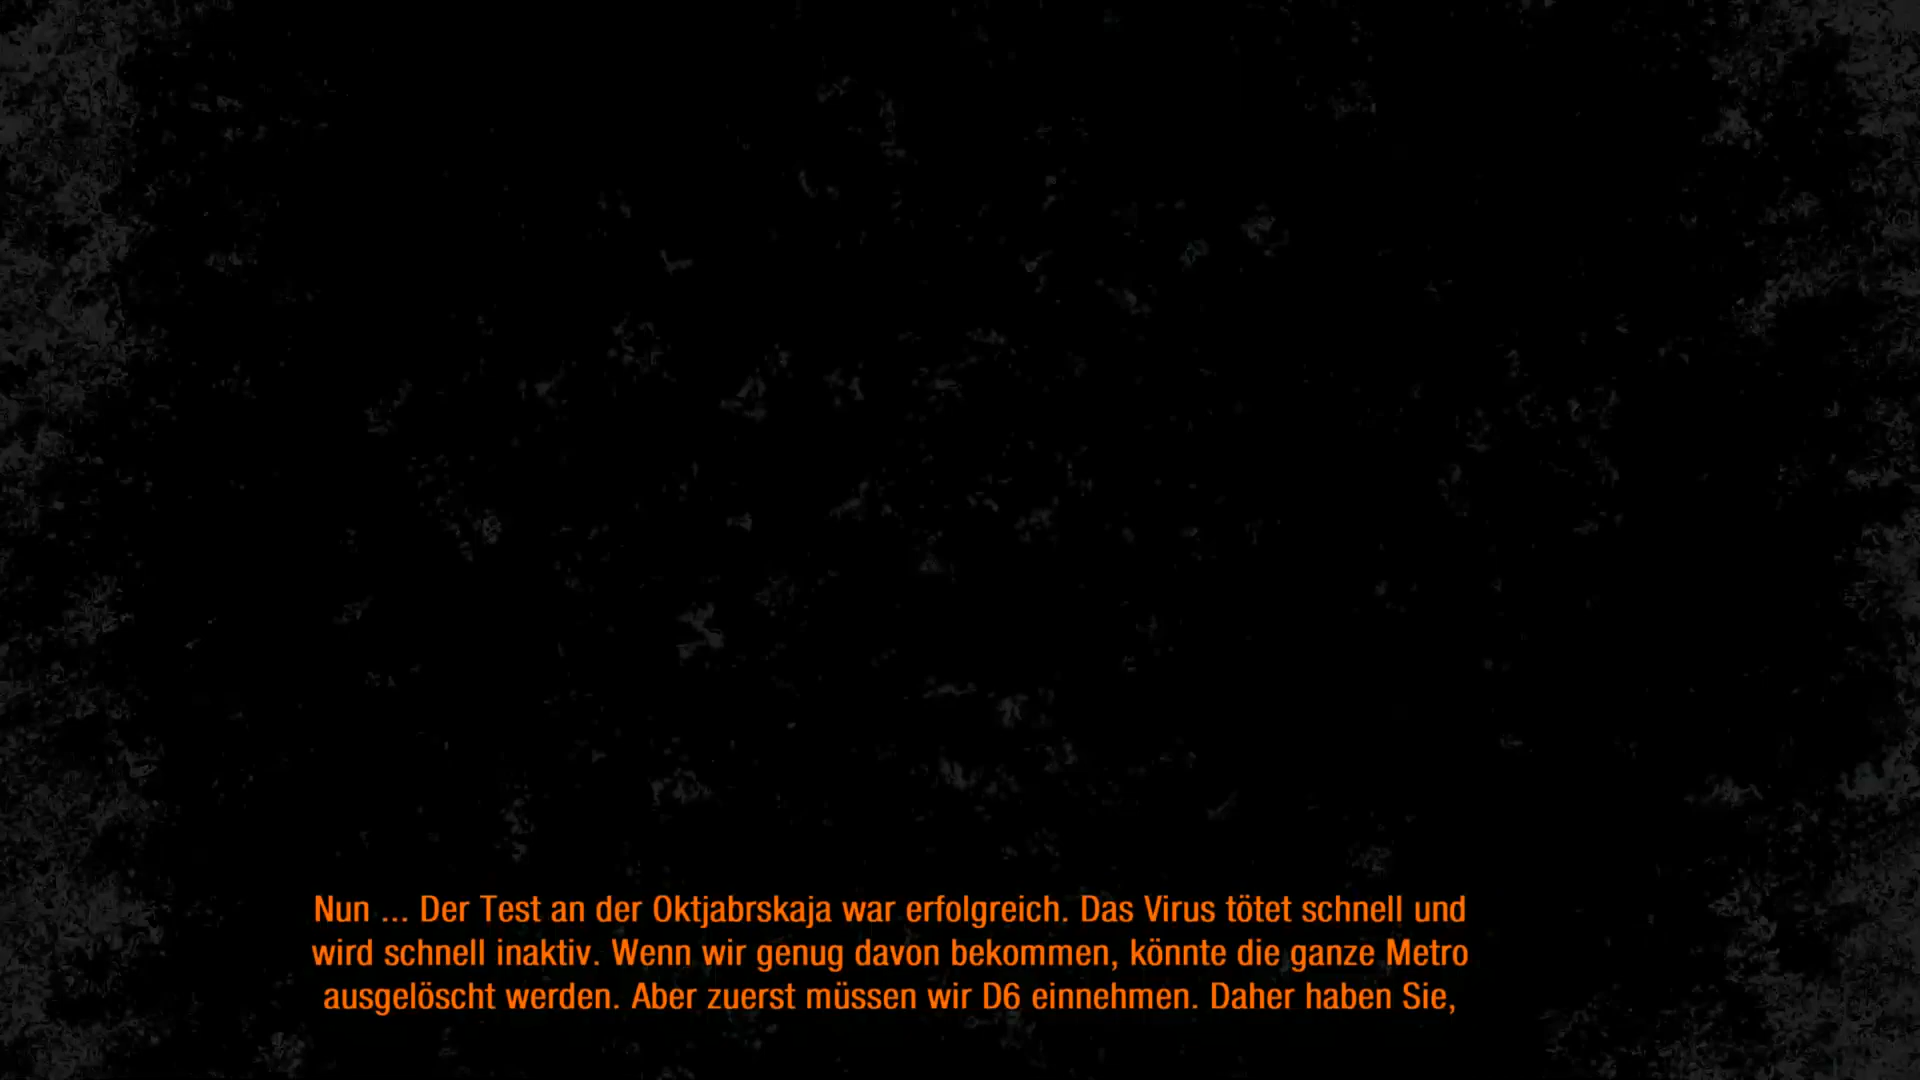 Nun ... Der Test an der Oktjabrskaja war erfolgreich. Das Virus tötet schnell und
wird schnell inaktiv. Wenn wir genug davon bekommen, könnte die ganze Metro
ausgelöscht werden. Aber zuerst müssen wir D6 einnehmen. Daher haben Sie,